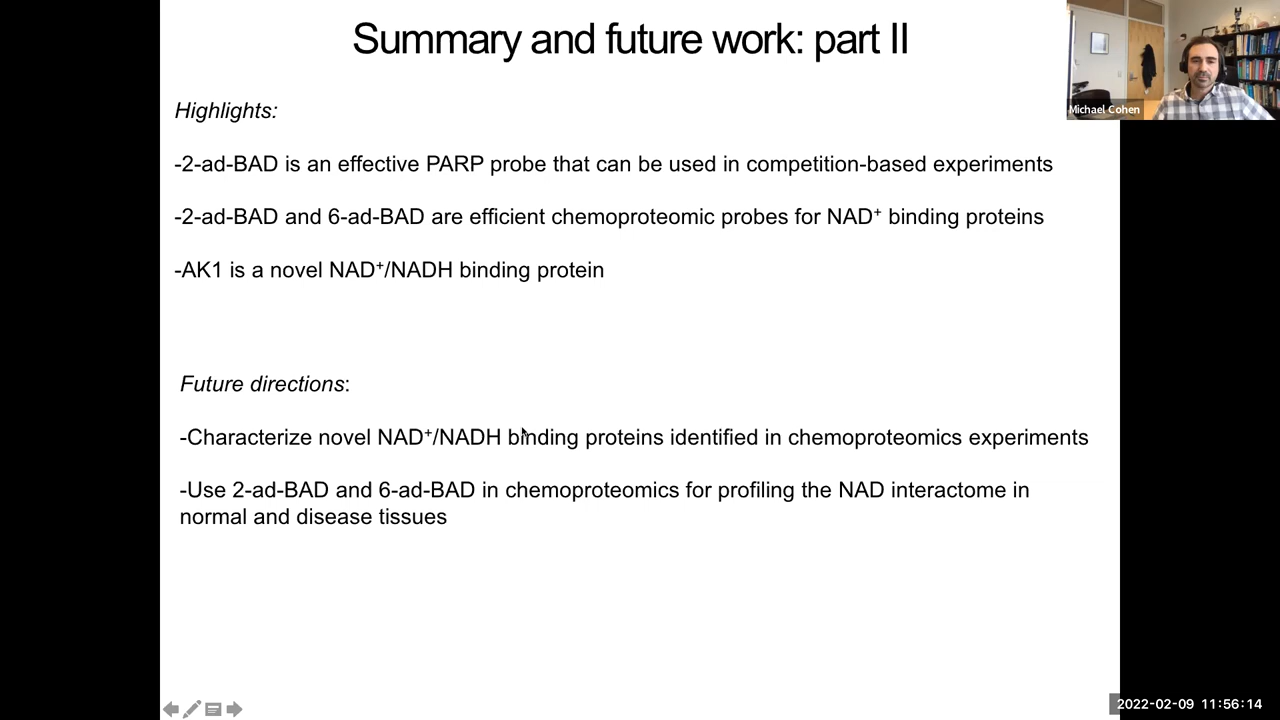 Summary and future work: part II
Michael Cohen
Highlights:
-2-ad-BAD is an effective PARP probe that can be used in competition-based experiments
-2-ad-BAD and 6-ad-BAD are efficient chemoproteomic probes for NAD⁺ binding proteins
-AK1 is a novel NAD⁺/NADH binding protein
Future directions:
-Characterize novel NAD⁺/NADH binding proteins identified in chemoproteomics experiments
-Use 2-ad-BAD and 6-ad-BAD in chemoproteomics for profiling the NAD interactome in
normal and disease tissues
2022-02-09 11:56:14